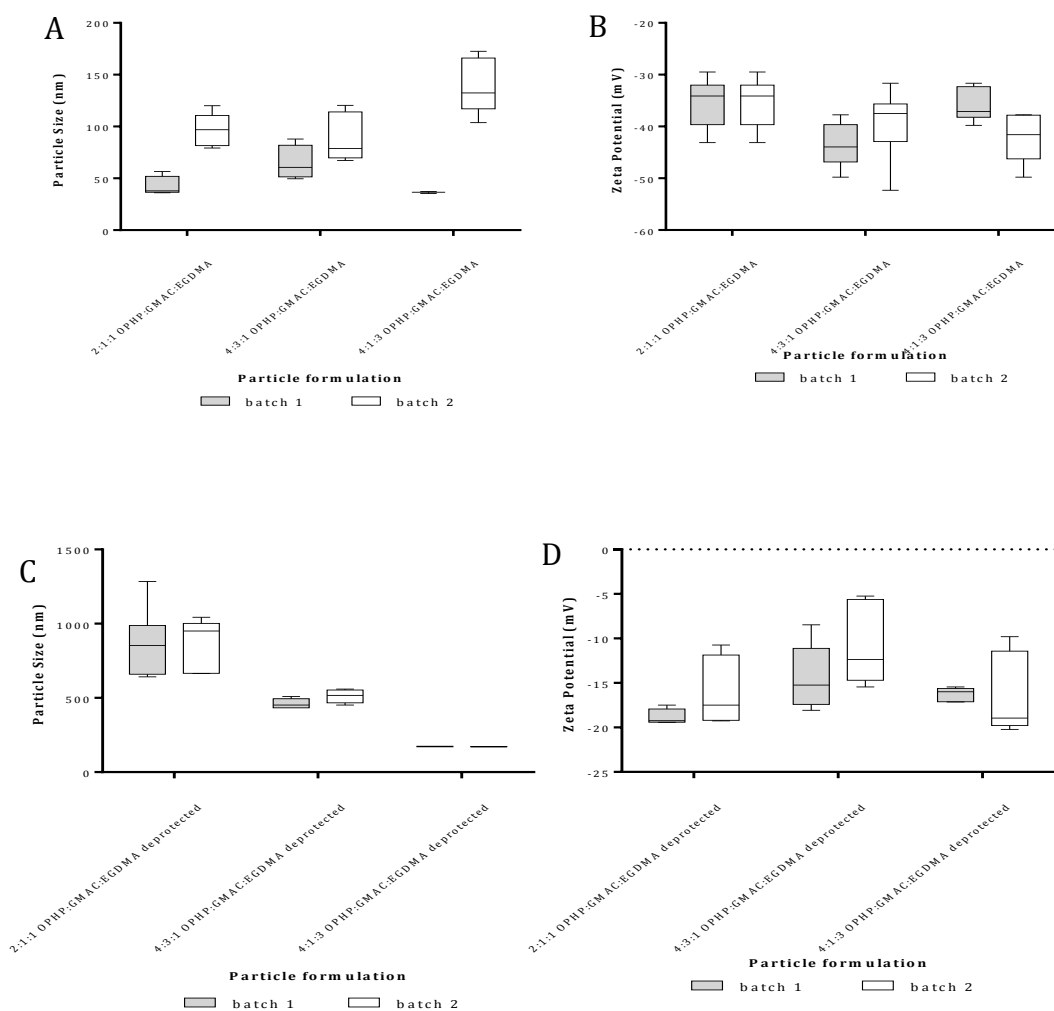 A
Particle Size (nm)
200
150
100
50
0
2:1:1 OPHP:GMAC:EGDMA
4:3:1 OPHP:GMAC:EGDMA
4:1:3 OPHP:GMAC:EGDMA
Particle formulation
batch 1 batch 2
B
Zeta Potential (mV)
-20
-30
-40
-50
-60
2:1:1 OPHP:GMAC:EGDMA
4:3:1 OPHP:GMAC:EGDMA
4:1:3 OPHP:GMAC:EGDMA
Particle formulation
batch 1 batch 2
C
Particle Size (nm)
1500
1000
500
0
2:1:1 OPHP:GMAC:EGDMA deprotected
4:3:1 OPHP:GMAC:EGDMA deprotected
4:1:3 OPHP:GMAC:EGDMA deprotected
Particle formulation
batch 1 batch 2
D
Zeta Potential (mV)
0
-5
-10
-15
-20
-25
2:1:1 OPHP:GMAC:EGDMA deprotected
4:3:1 OPHP:GMAC:EGDMA deprotected
4:1:3 OPHP:GMAC:EGDMA deprotected
Particle formulation
batch 1 batch 2